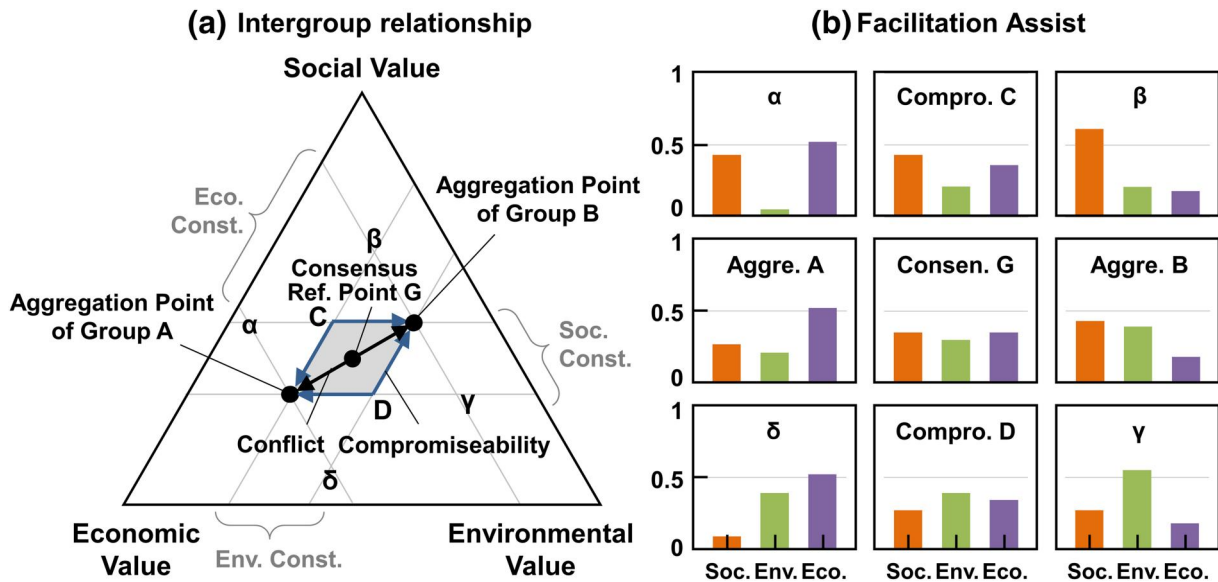 (a) Intergroup relationship
Social Value
Eco.
Const.
Aggregation Point
of Group B
β
Consensus
Ref. Point G
Aggregation Point
of Group A
α
C
Soc.
Const.
D
γ
Conflict
Compromiseability
δ
Economic
Value
Env. Const.
Environmental
Value
(b) Facilitation Assist
1
0.5
0
α
Compro. C
β
1
0.5
0
Aggre. A
Consen. G
Aggre. B
1
0.5
0
δ
Compro. D
γ
Soc. Env. Eco.
Soc. Env. Eco.
Soc. Env. Eco.